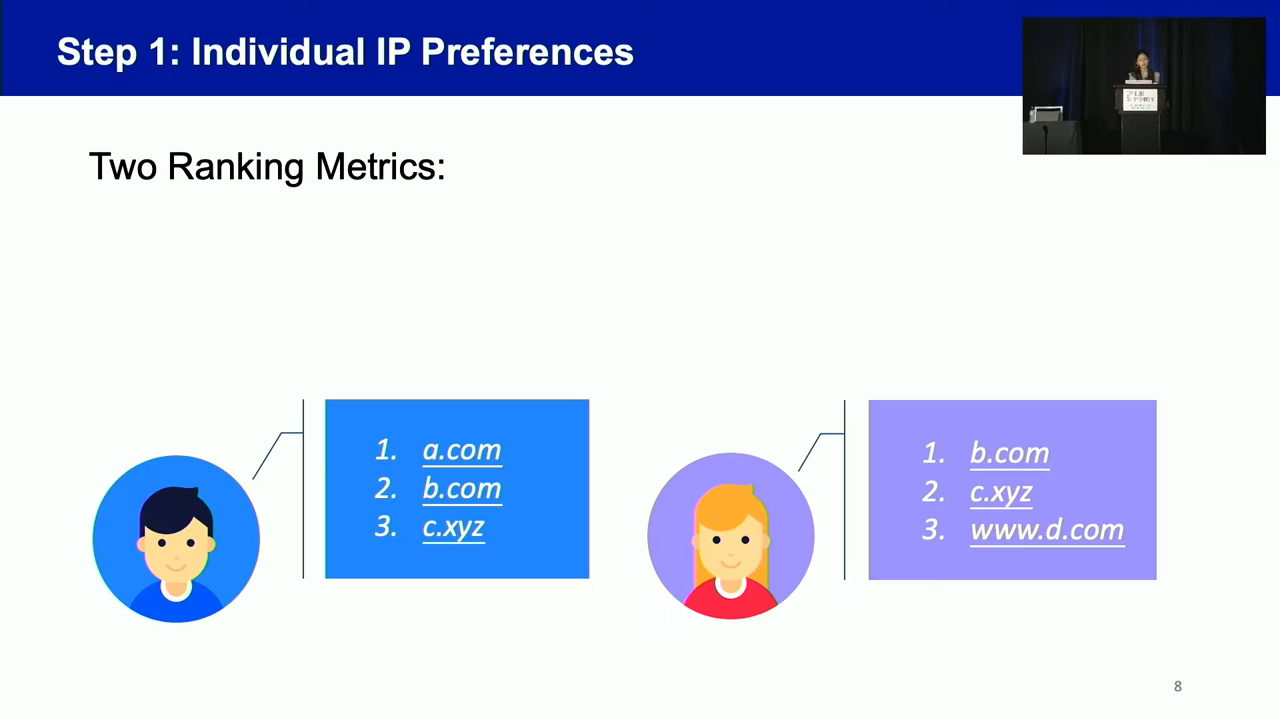 Step 1: Individual IP Preferences
Two Ranking Metrics:
1. a.com
2. b.com
3. c.xyz
1. b.com
2. c.xyz
3. www.d.com
8